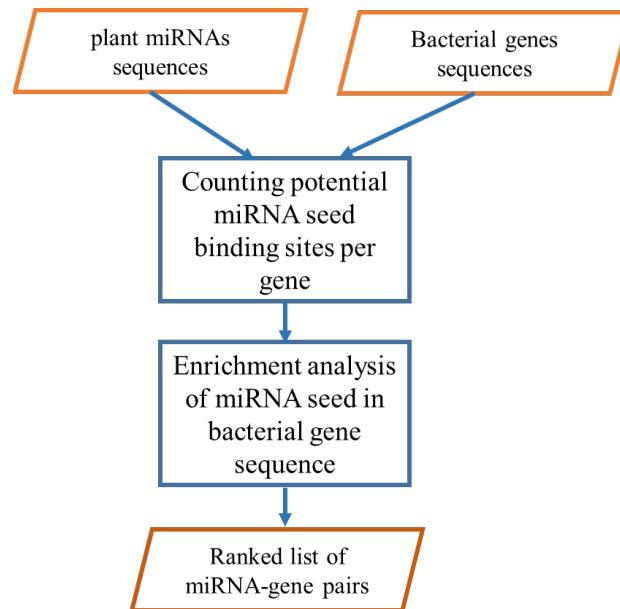 plant miRNAs
sequences
Bacterial genes
sequences
Counting potential
miRNA seed
binding sites per
gene
Enrichment analysis
of miRNA seed in
bacterial gene
sequence
Ranked list of
miRNA-gene pairs